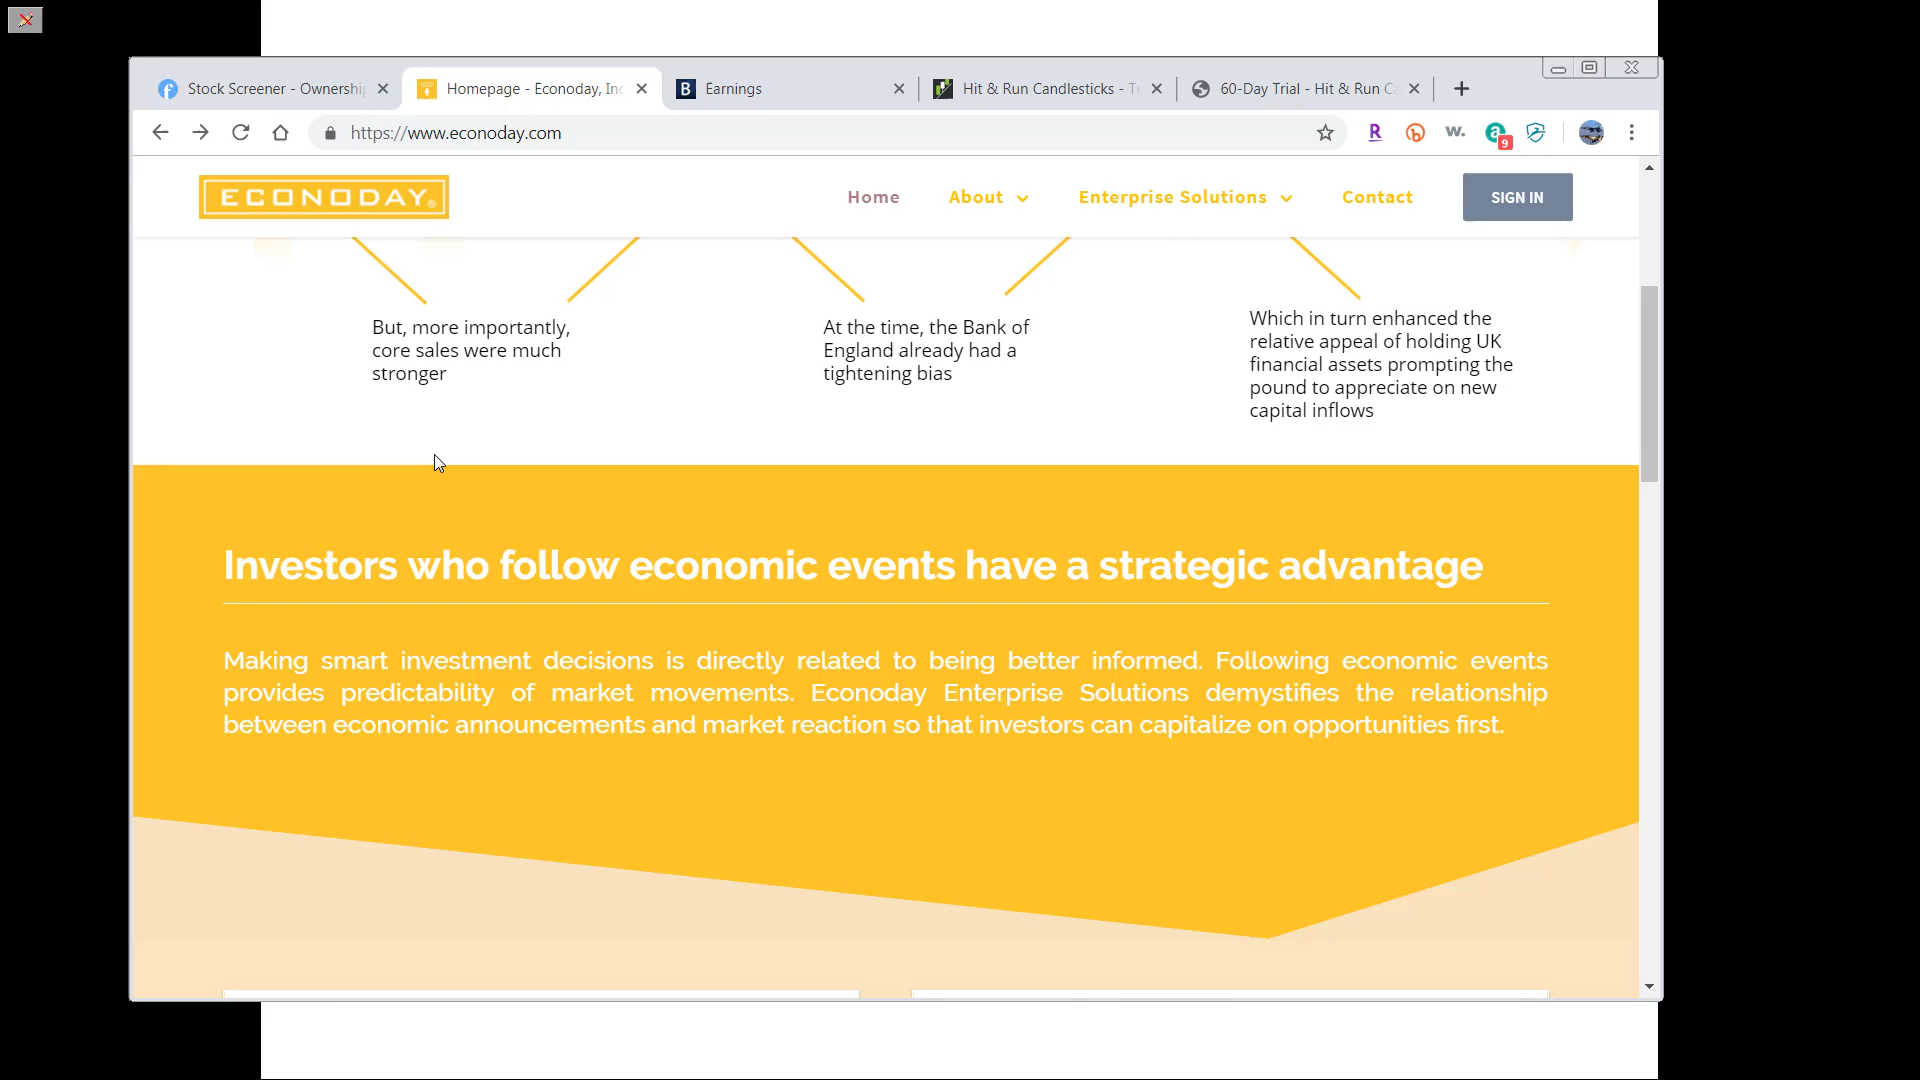 Stock Screener - Ownership
Homepage - Econoday, Inc
B Earnings
Hit & Run Candlesticks - T
60-Day Trial - Hit & Run C
https://www.econoday.com
R
w.
a 9
ECONODAY®
Home
About
Enterprise Solutions
Contact
SIGN IN
But, more importantly,
core sales were much
stronger
At the time, the Bank of
England already had a
tightening bias
Which in turn enhanced the
relative appeal of holding UK
financial assets prompting the
pound to appreciate on new
capital inflows
Investors who follow economic events have a strategic advantage
Making smart investment decisions is directly related to being better informed. Following economic events
provides predictability of market movements. Econoday Enterprise Solutions demystifies the relationship
between economic announcements and market reaction so that investors can capitalize on opportunities first.